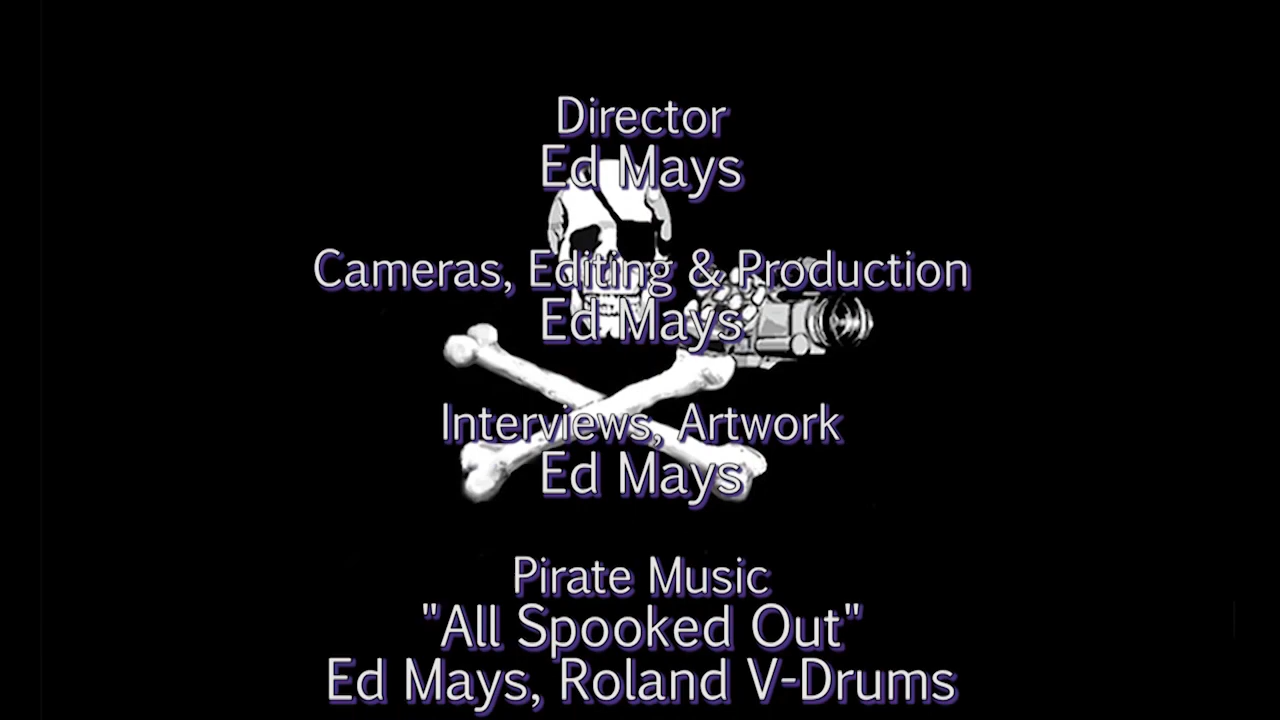 Director
Ed Mays
Cameras, Editing & Production
Ed Mays
Interviews, Artwork
Ed Mays
Pirate Music
"All Spooked Out"
Ed Mays, Roland V-Drums